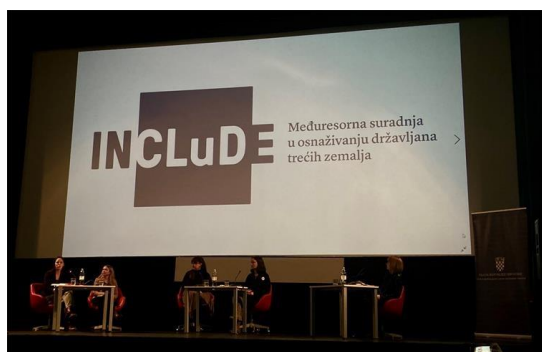 INCLuDE
Međuresorna suradnja
u osnaživanju državljana
trećih zemalja